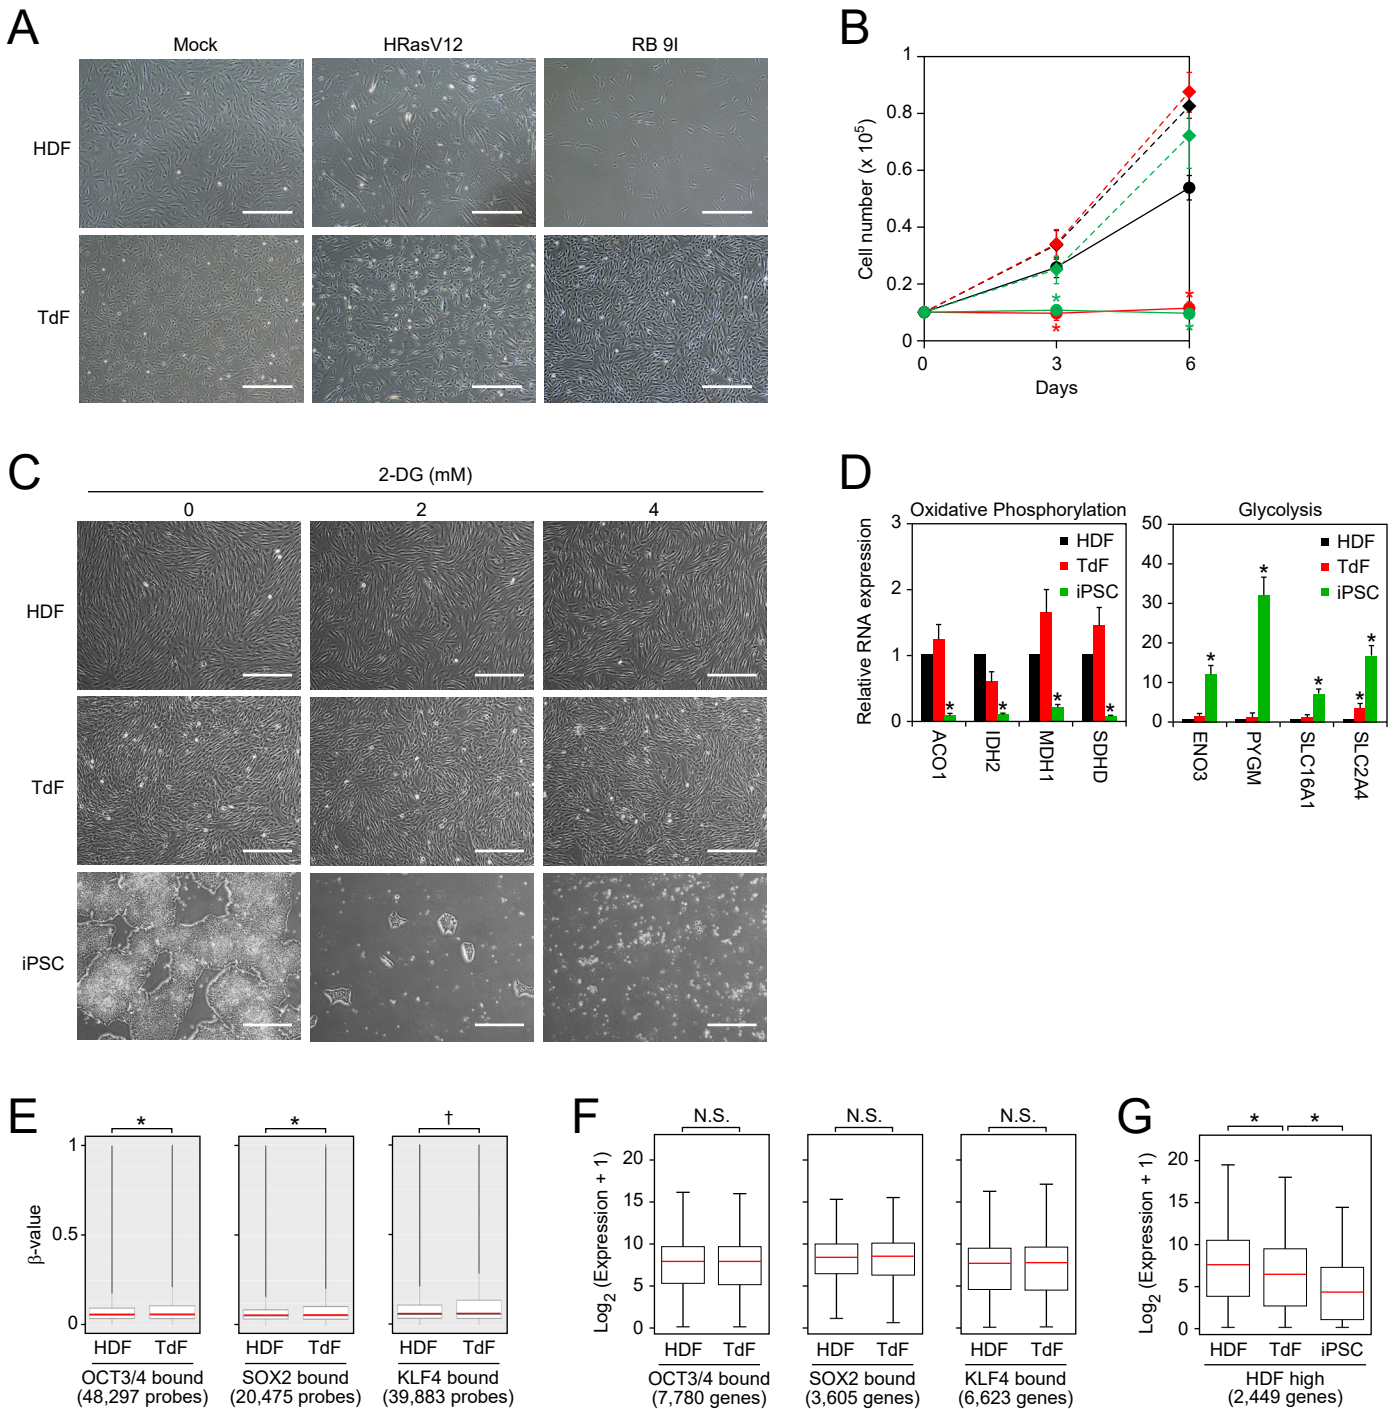 A
Mock
HRasV12
RB 9I
HDF
TdF
B
Cell number (x 10⁵)
1
0.8
0.6
0.4
0.2
0
0
3
6
Days
*
*
*
*
C
2-DG (mM)
0
2
4
HDF
TdF
iPSC
D
Oxidative Phosphorylation
Relative RNA expression
3
2
1
0
HDF
TdF
iPSC
*
*
*
*
ACO1
IDH2
MDH1
SDHD
Glycolysis
50
40
30
20
10
0
HDF
TdF
iPSC
*
*
*
*
*
ENO3
PYGM
SLC16A1
SLC2A4
E
β-value
1
0.5
0
*
*
†
HDF TdF
HDF TdF
HDF TdF
OCT3/4 bound
(48,297 probes)
SOX2 bound
(20,475 probes)
KLF4 bound
(39,883 probes)
F
Log₂ (Expression + 1)
20
15
10
5
0
N.S.
N.S.
N.S.
HDF TdF
HDF TdF
HDF TdF
OCT3/4 bound
(7,780 genes)
SOX2 bound
(3,605 genes)
KLF4 bound
(6,623 genes)
G
Log₂ (Expression + 1)
20
15
10
5
0
* *
HDF TdF iPSC
HDF high
(2,449 genes)